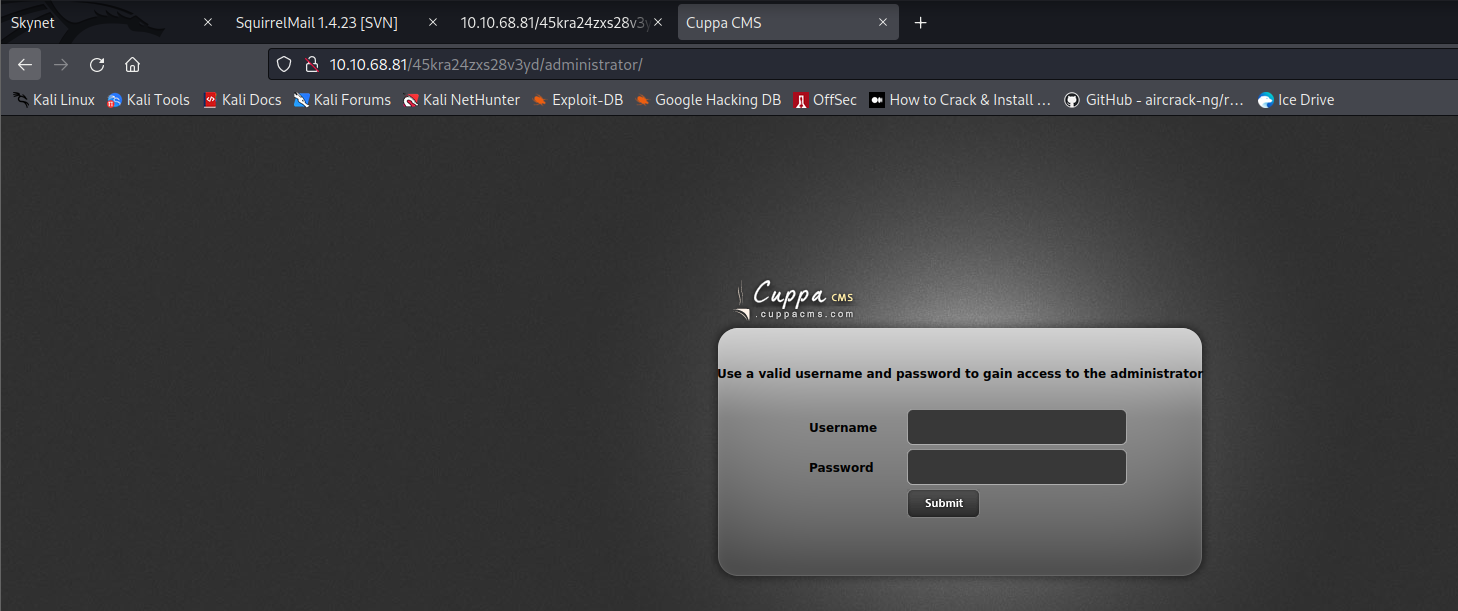 Skynet
SquirrelMail 1.4.23 [SVN]
10.10.68.81/45kra24zxs28v3y
Cuppa CMS
10.10.68.81/45kra24zxs28v3yd/administrator/
Kali Linux
Kali Tools
Kali Docs
Kali Forums
Kali NetHunter
Exploit-DB
Google Hacking DB
OffSec
How to Crack & Install ...
GitHub - aircrack-ng/r...
Ice Drive
Cuppa CMS
.cuppacms.com
Use a valid username and password to gain access to the administrator
Username
Password
Submit